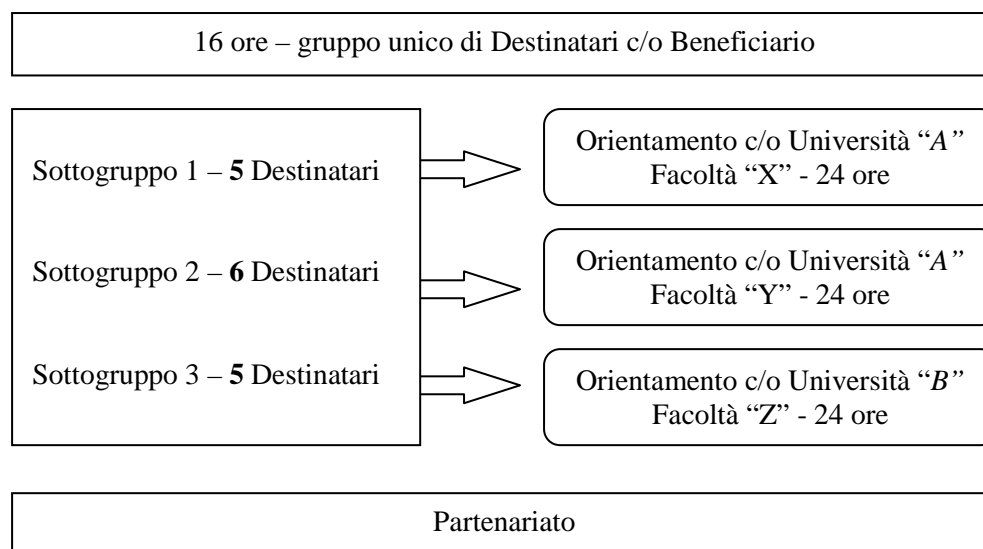 16 ore – gruppo unico di Destinatari c/o Beneficiario
Sottogruppo 1 – 5 Destinatari
Orientamento c/o Università “A”
Facoltà “X” - 24 ore
Sottogruppo 2 – 6 Destinatari
Orientamento c/o Università “A”
Facoltà “Y” - 24 ore
Sottogruppo 3 – 5 Destinatari
Orientamento c/o Università “B”
Facoltà “Z” - 24 ore
Partenariato